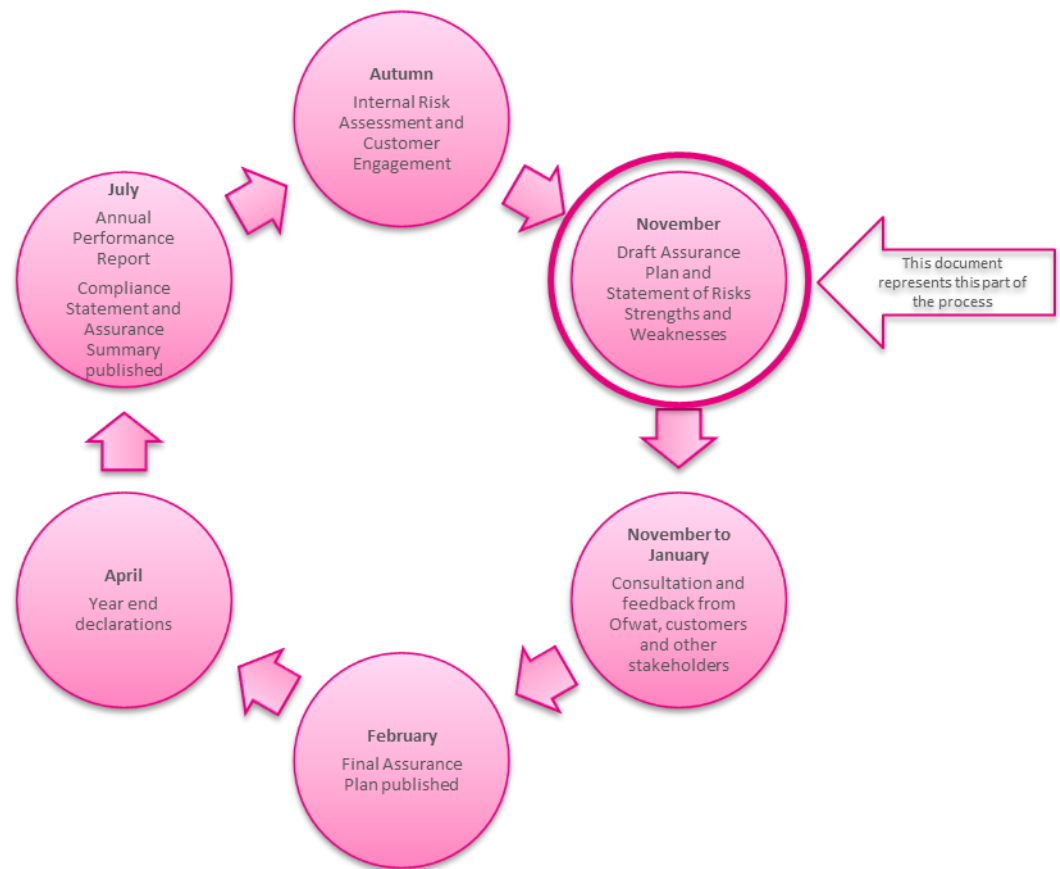 Autumn
Internal Risk
Assessment and
Customer
Engagement
November
Draft Assurance
Plan and
Statement of Risks
Strengths and
Weaknesses
This document
represents this part of
the process
November to
January
Consultation and
feedback from
Ofwat, customers
and other
stakeholders
February
Final Assurance
Plan published
April
Year end
declarations
July
Annual
Performance
Report
Compliance
Statement and
Assurance
Summary
published